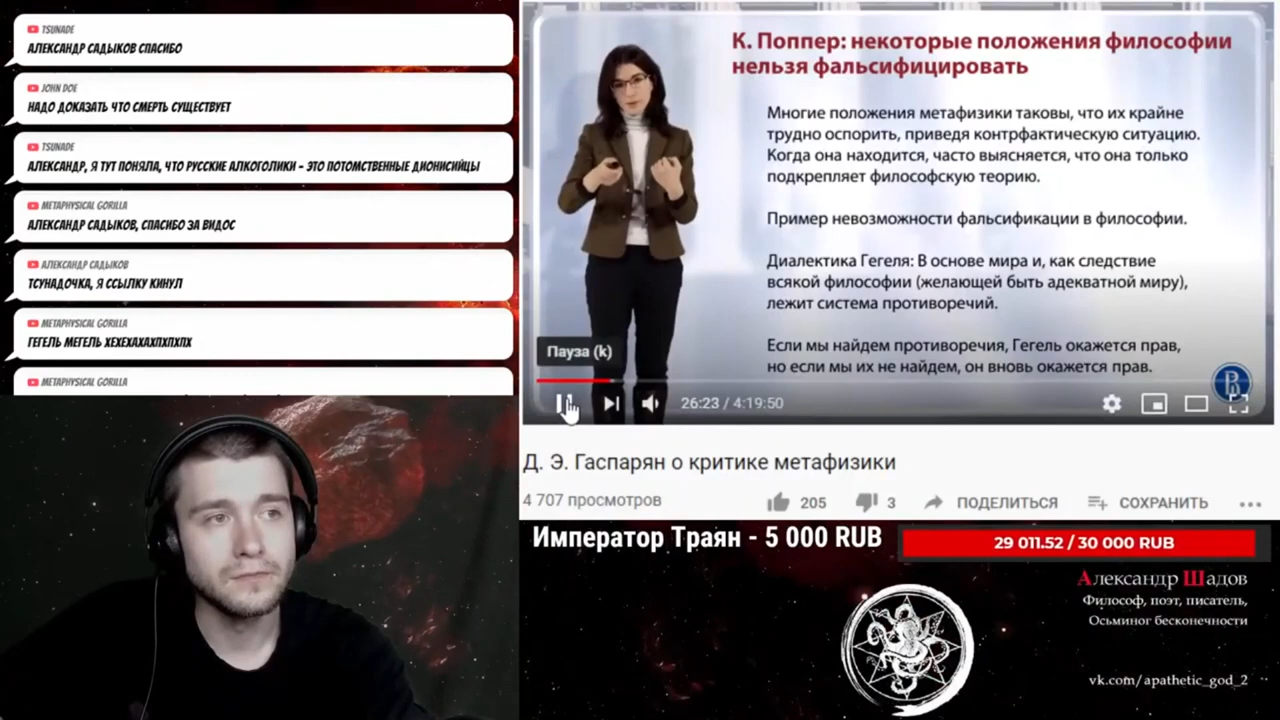 TSUNADE
АЛЕКСАНДР САДЫКОВ СПАСИБО
JOHN DOE
НАДО ДОКАЗАТЬ ЧТО СМЕРТЬ СУЩЕСТВУЕТ
TSUNADE
АЛЕКСАНДР, Я ТУТ ПОНЯЛА, ЧТО РУССКИЕ АЛКОГОЛИКИ - ЭТО ПОТОМСТВЕННЫЕ ДИОНИСИЙЦЫ
METAPHYSICAL GORILLA
АЛЕКСАНДР САДЫКОВ, СПАСИБО ЗА ВИДОС
АЛЕКСАНДР САДЫКОВ
ТСУНАДОЧКА, Я ССЫЛКУ КИНУЛ
METAPHYSICAL GORILLA
ГЕГЕЛЬ МЕГЕЛЬ ХЕХЕХАХАХПХПХПХ
METAPHYSICAL GORILLA
К. Поппер: некоторые положения философии
нельзя фальсифицировать
Многие положения метафизики таковы, что их крайне
трудно оспорить, приведя контрфактическую ситуацию.
Когда она находится, часто выясняется, что она только
подкрепляет философскую теорию.
Пример невозможности фальсификации в философии.
Диалектика Гегеля: В основе мира и, как следствие
всякой философии (желающей быть адекватной миру),
лежит система противоречий.
Если мы найдем противоречия, Гегель окажется прав,
но если мы их не найдем, он вновь окажется прав.
Пауза (k)
26:23 / 4:19:50
Д. Э. Гаспарян о критике метафизики
4 707 просмотров
205
3
ПОДЕЛИТЬСЯ
СОХРАНИТЬ
Император Траян - 5 000 RUB
29 011.52 / 30 000 RUB
Александр Шадов
Философ, поэт, писатель,
Осьминог бесконечности
vk.com/apathetic_god_2